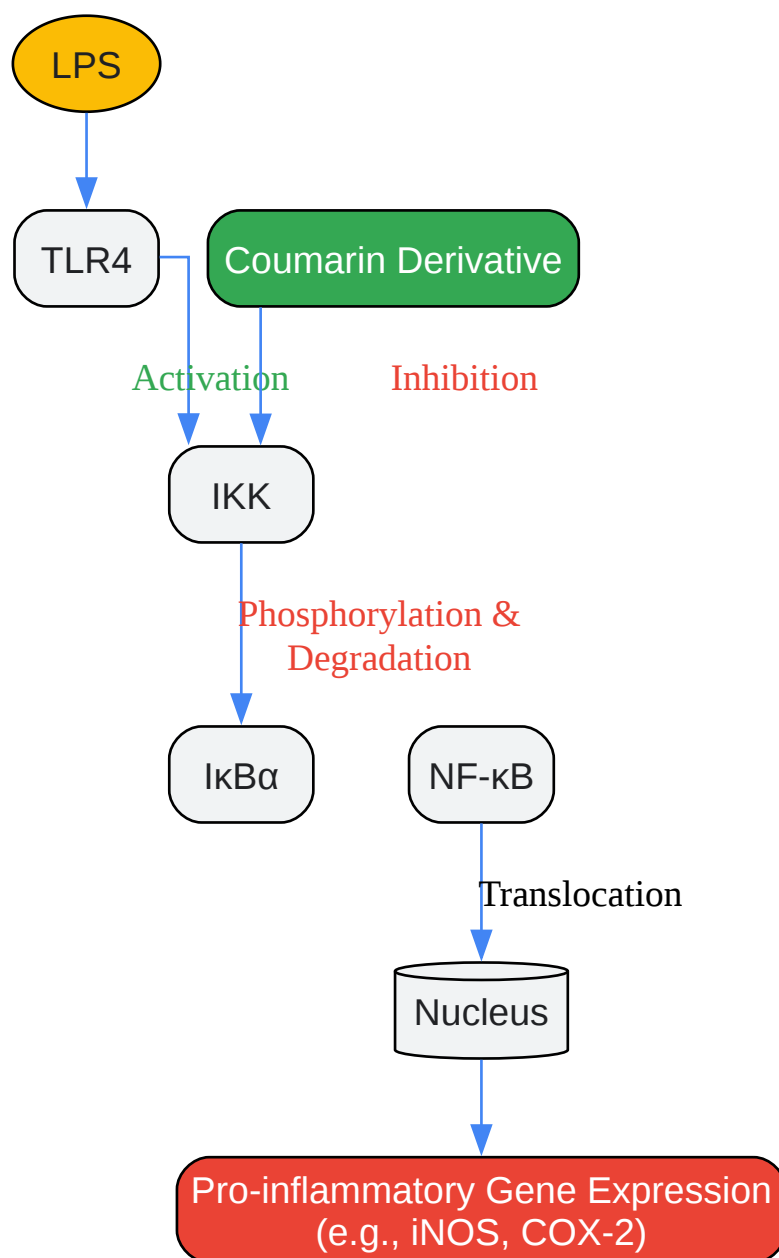 LPS
TLR4
Coumarin Derivative
Activation
Inhibition
IKK
Phosphorylation &
Degradation
IκBα
NF-κB
Translocation
Nucleus
Pro-inflammatory Gene Expression
(e.g., iNOS, COX-2)